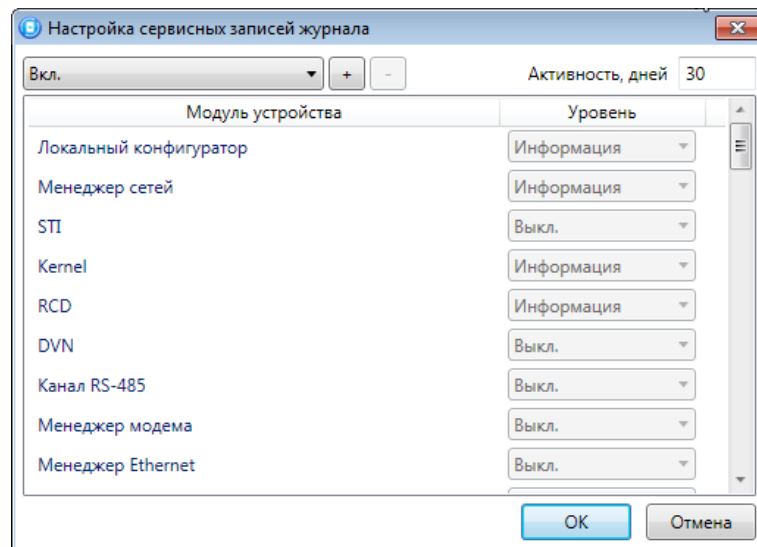 Настройка сервисных записей журнала
Вкл. + - Активность, дней 30
Модуль устройства Уровень
Локальный конфигуратор Информация
Менеджер сетей Информация
STI Выкл.
Kernel Информация
RCD Информация
DVN Выкл.
Канал RS-485 Выкл.
Менеджер модема Выкл.
Менеджер Ethernet Выкл.
OK Отмена